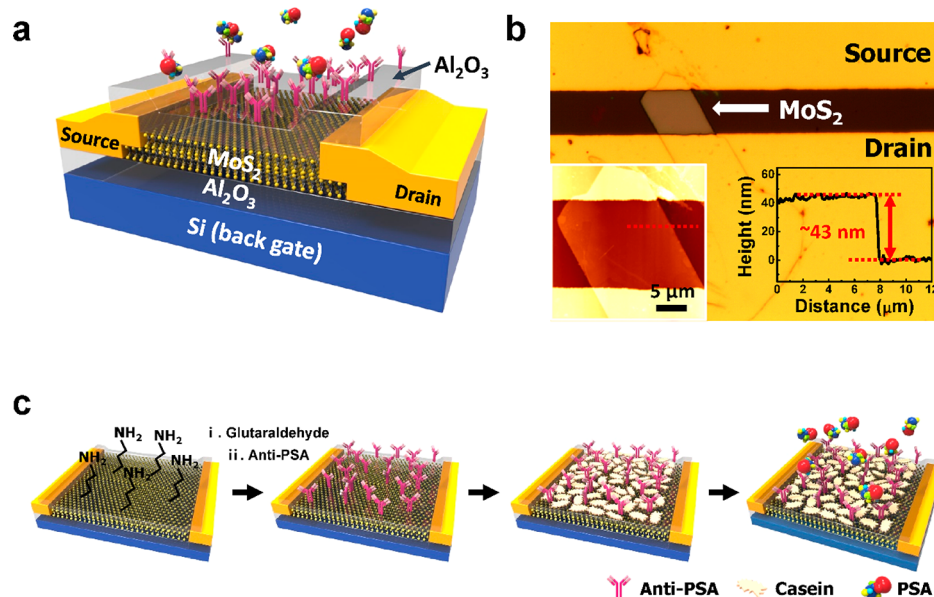 a
Al₂O₃
Source
MoS₂
Drain
Al₂O₃
Si (back gate)
b
Source
MoS₂
Drain
5 μm
Height (nm)
60
40
20
0
~43 nm
0 2 4 6 8 10 12
Distance (μm)
c
NH₂
NH₂
NH₂
NH₂
NH₂
i . Glutaraldehyde
ii . Anti-PSA
Anti-PSA
Casein
PSA